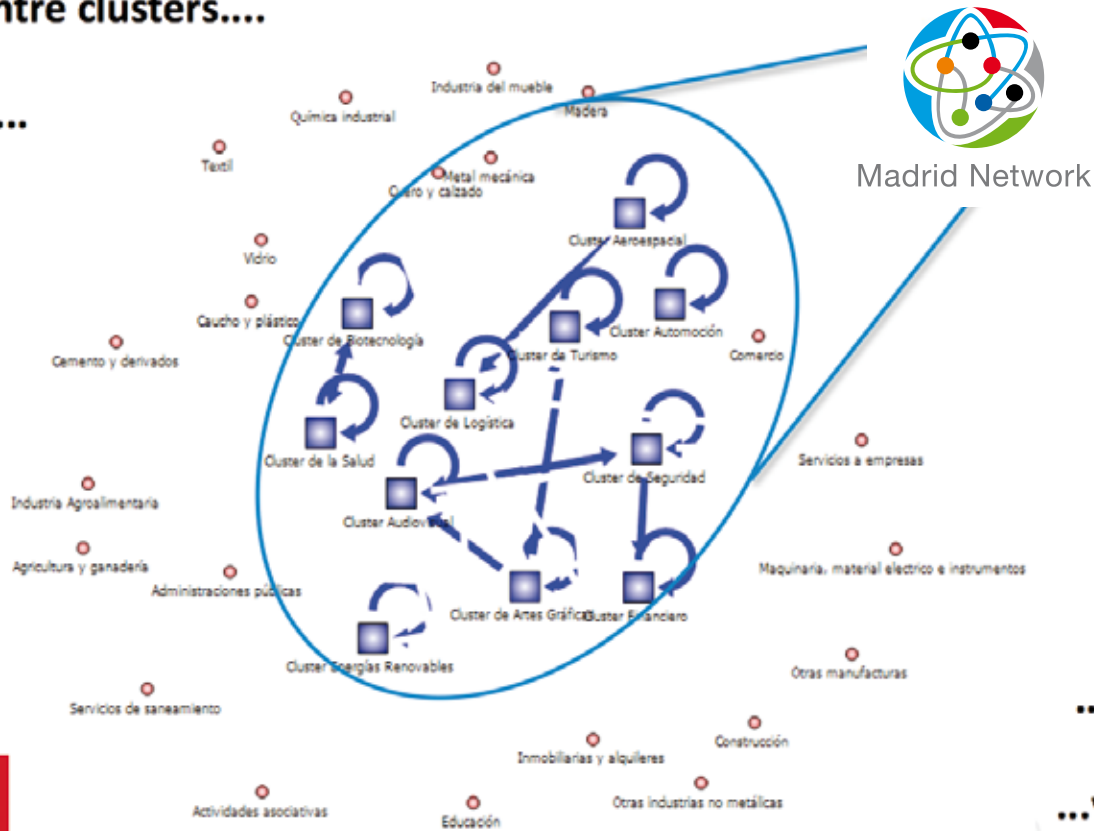 ntre clusters....
...
Madrid Network
Industria del mueble
Química industrial
Madera
Textil
Metal mecánica
Cuero y calzado
Cluster Aeroespacial
Vidrio
Caucho y plástico
Cluster de Biotecnología
Cluster de Turismo
Cluster Automoción
Comercio
Cemento y derivados
Cluster de Logística
Cluster de la Salud
Cluster de Seguridad
Servicios a empresas
Industria Agroalimentaria
Cluster Audiovisual
Agricultura y ganadería
Administraciones públicas
Maquinaria, material electrico e instrumentos
Cluster de Artes Gráficas
Cluster Financiero
Cluster Energías Renovables
Otras manufacturas
Servicios de saneamiento
..
Construcción
Inmobiliarias y alquileres
Otras industrias no metálicas
Actividades asociativas
Educación
...